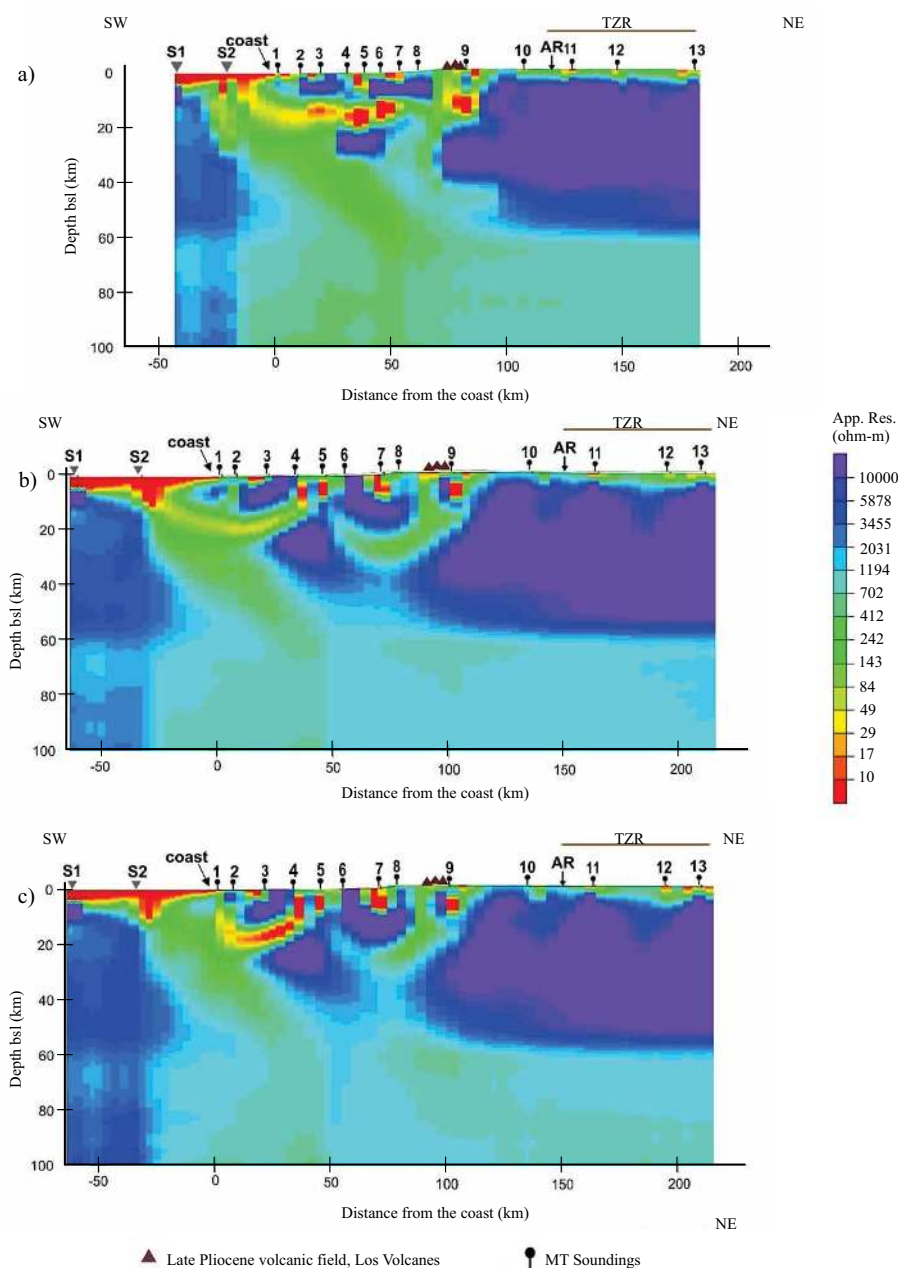 SW TZR NE
S1 S2 coast 1 2 3 4 5 6 7 8 9 10 AR 11 12 13
a)
0
20
40
60
80
100
Depth bsl (km)
-50 0 50 100 150 200
Distance from the coast (km)
SW TZR NE
S1 S2 coast 1 2 3 4 5 6 7 8 9 10 AR 11 12 13
b)
0
20
40
60
80
100
Depth bsl (km)
-50 0 50 100 150 200
Distance from the coast (km)
App. Res.
(ohm-m)
10000
5878
3455
2031
1194
702
412
242
143
84
49
29
17
10
SW TZR NE
S1 S2 coast 1 2 3 4 5 6 7 8 9 10 AR 11 12 13
c)
0
20
40
60
80
100
Depth bsl (km)
-50 0 50 100 150 200
Distance from the coast (km)
NE
Late Pliocene volcanic field, Los Volcanes MT Soundings